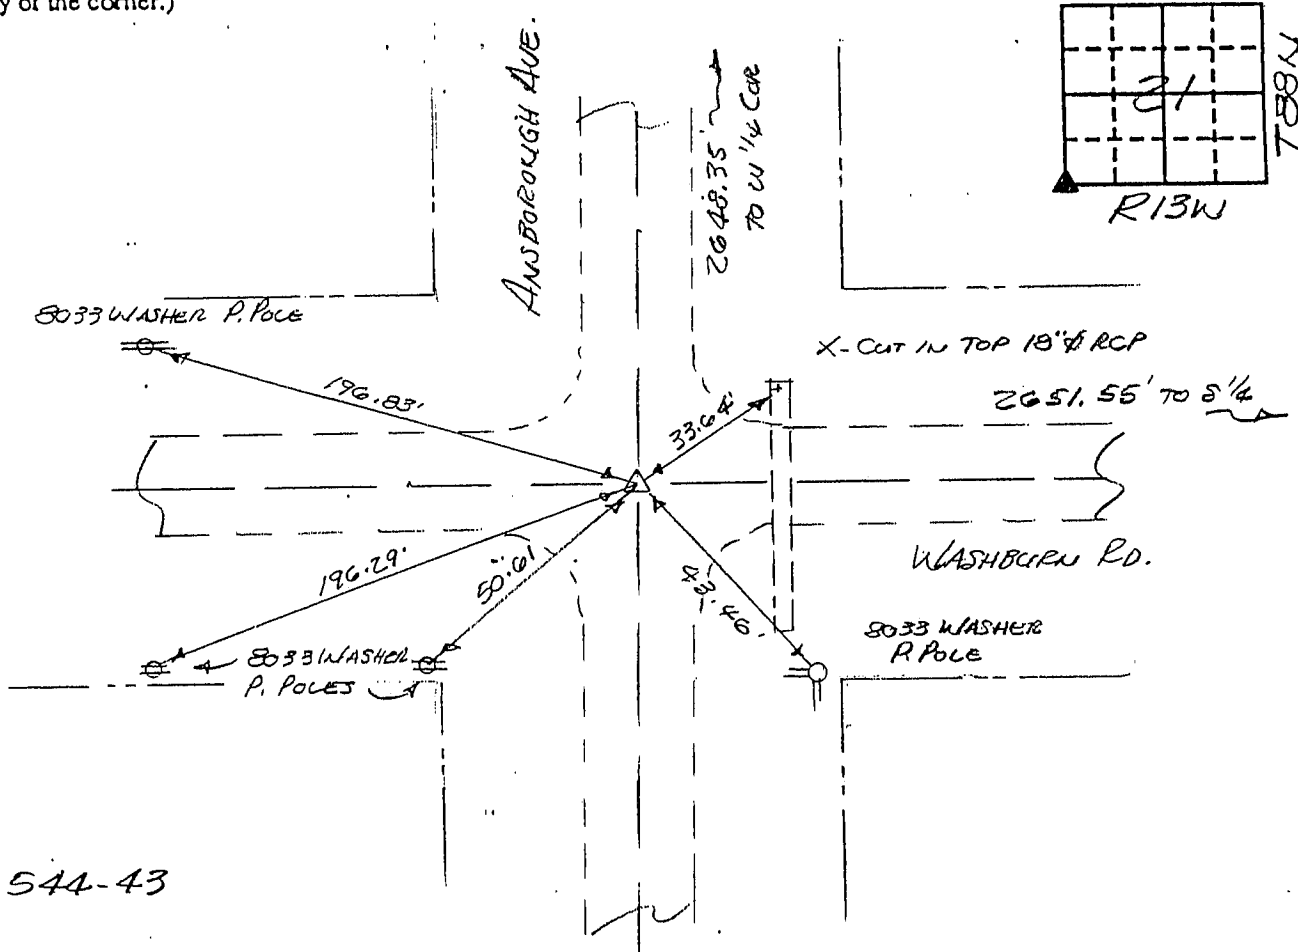 y of the corner.)
ANSBOROUGH AVE.
2648.35'
TO W 1/4 COR
21
T88N
R13W
8033 WASHER P. POLE
X-CUT IN TOP 18"⌀ RCP
2651.55' TO S 1/4
196.83'
33.64'
196.29'
50.61'
43.46'
WASHBURN RD.
8033 WASHER
P. POLES
8033 WASHER
P. POLE
544-43